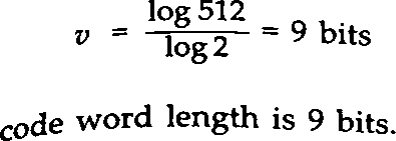 v = log 512 / log 2 = 9 bits
code word length is 9 bits.